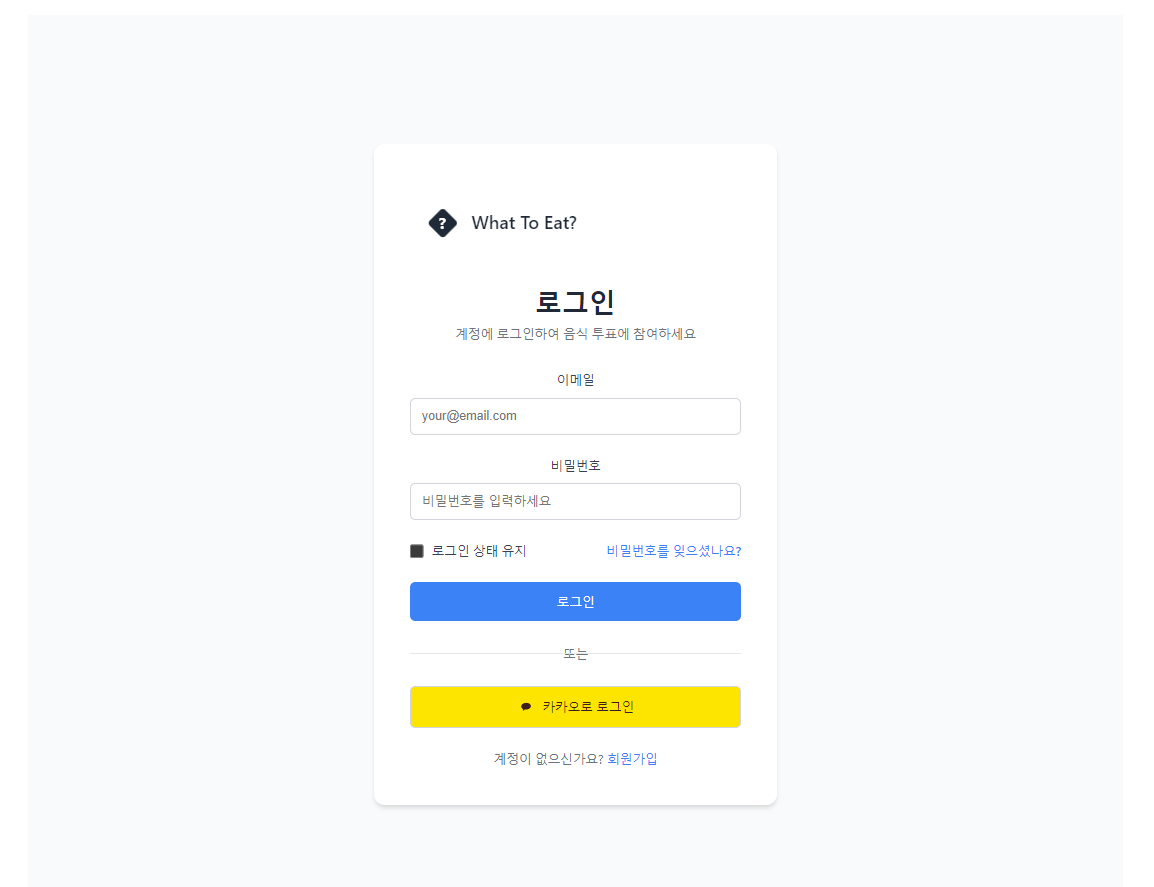 ? What To Eat?
로그인
계정에 로그인하여 음식 투표에 참여하세요
이메일
your@email.com
비밀번호
비밀번호를 입력하세요
로그인 상태 유지 비밀번호를 잊으셨나요?
로그인
또는
카카오로 로그인
계정이 없으신가요? 회원가입